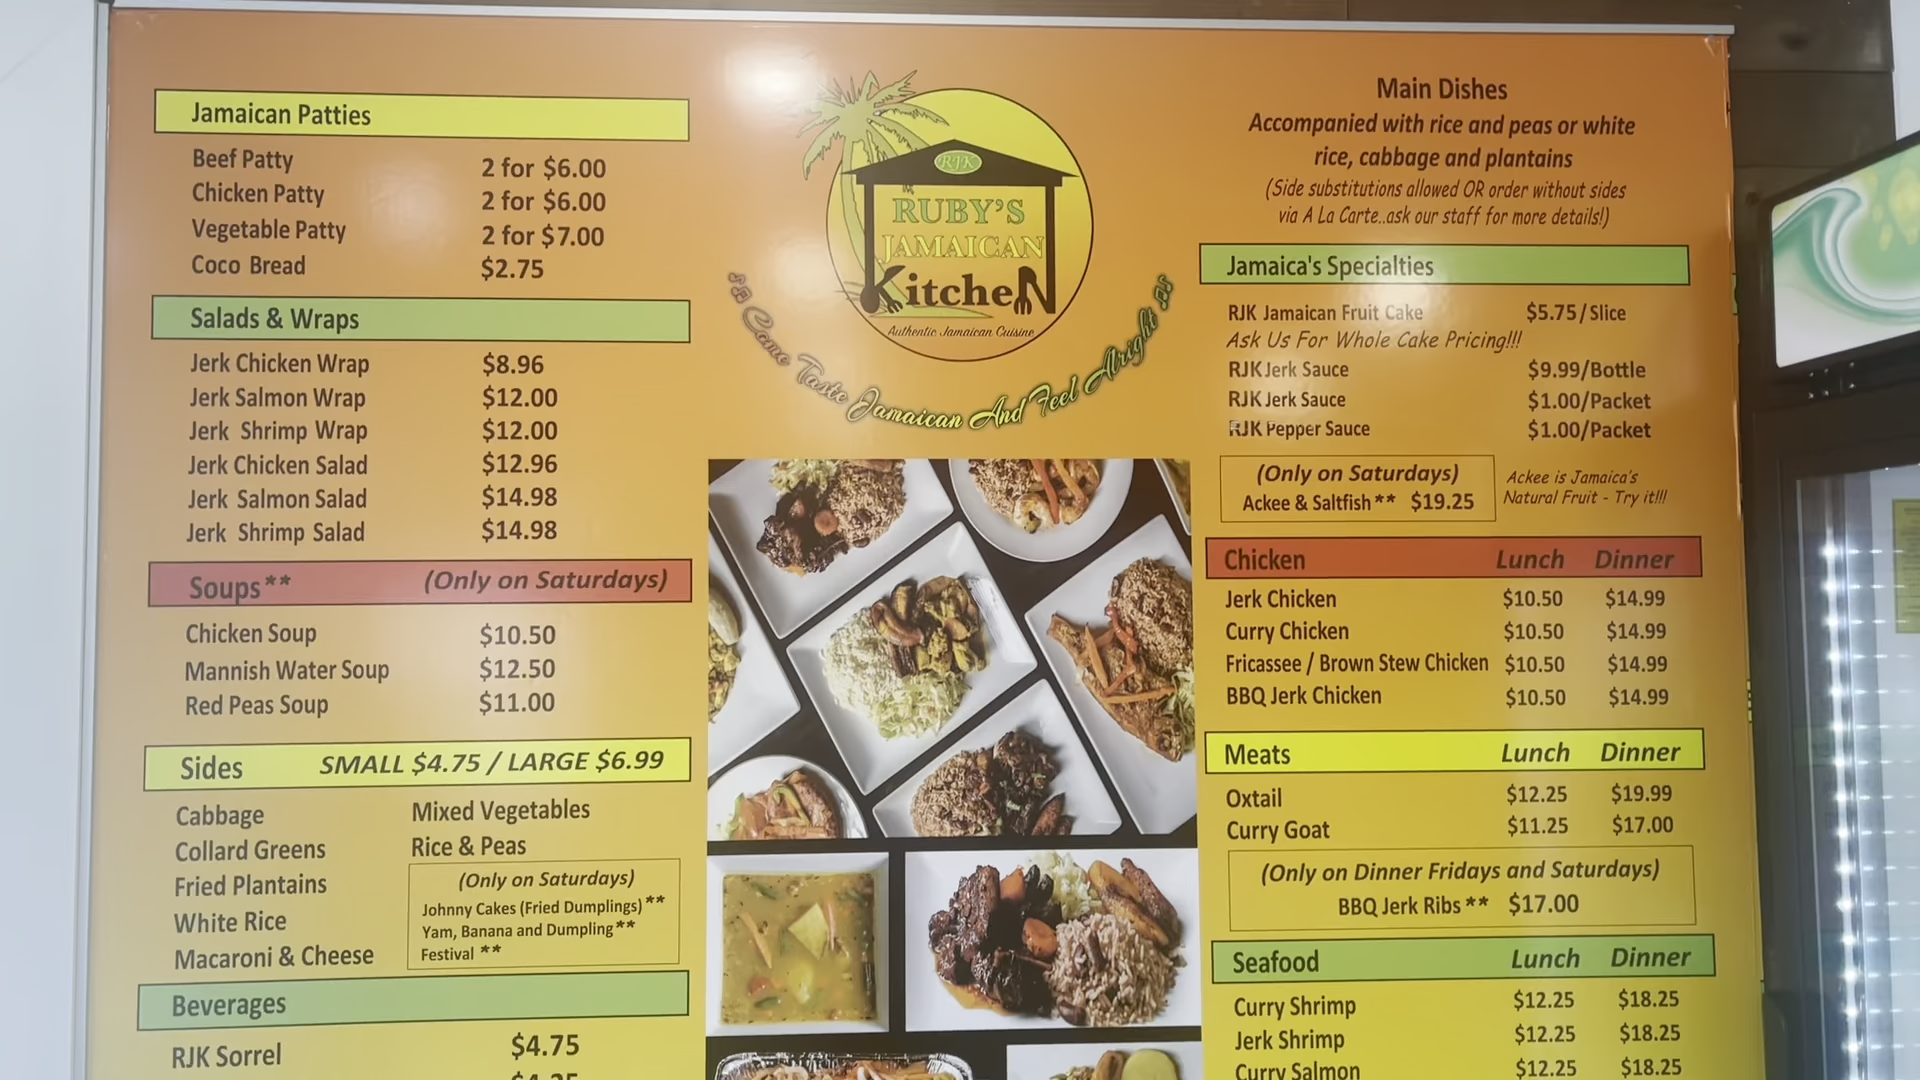 Jamaican Patties
Beef Patty 2 for $6.00
Chicken Patty 2 for $6.00
Vegetable Patty 2 for $7.00
Coco Bread $2.75
Salads & Wraps
Jerk Chicken Wrap $8.96
Jerk Salmon Wrap $12.00
Jerk Shrimp Wrap $12.00
Jerk Chicken Salad $12.96
Jerk Salmon Salad $14.98
Jerk Shrimp Salad $14.98
Soups** (Only on Saturdays)
Chicken Soup $10.50
Mannish Water Soup $12.50
Red Peas Soup $11.00
Sides SMALL $4.75 / LARGE $6.99
Cabbage
Collard Greens
Fried Plantains
White Rice
Macaroni & Cheese
Mixed Vegetables
Rice & Peas
(Only on Saturdays)
Johnny Cakes (Fried Dumplings)**
Yam, Banana and Dumpling**
Festival **
Beverages
RJK Sorrel $4.75
RJK
RUBY'S
JAMAICAN
KitcheN
Authentic Jamaican Cuisine
Come Taste Jamaican And Feel Alright
Main Dishes
Accompanied with rice and peas or white
rice, cabbage and plantains
(Side substitutions allowed OR order without sides
via A La Carte..ask our staff for more details!)
Jamaica's Specialties
RJK Jamaican Fruit Cake $5.75/Slice
Ask Us For Whole Cake Pricing!!!
RJK Jerk Sauce $9.99/Bottle
RJK Jerk Sauce $1.00/Packet
RJK Pepper Sauce $1.00/Packet
(Only on Saturdays)
Ackee & Saltfish** $19.25
Ackee is Jamaica's
Natural Fruit - Try it!!!
Chicken Lunch Dinner
Jerk Chicken $10.50 $14.99
Curry Chicken $10.50 $14.99
Fricassee / Brown Stew Chicken $10.50 $14.99
BBQ Jerk Chicken $10.50 $14.99
Meats Lunch Dinner
Oxtail $12.25 $19.99
Curry Goat $11.25 $17.00
(Only on Dinner Fridays and Saturdays)
BBQ Jerk Ribs** $17.00
Seafood Lunch Dinner
Curry Shrimp $12.25 $18.25
Jerk Shrimp $12.25 $18.25
Curry Salmon $12.25 $18.25